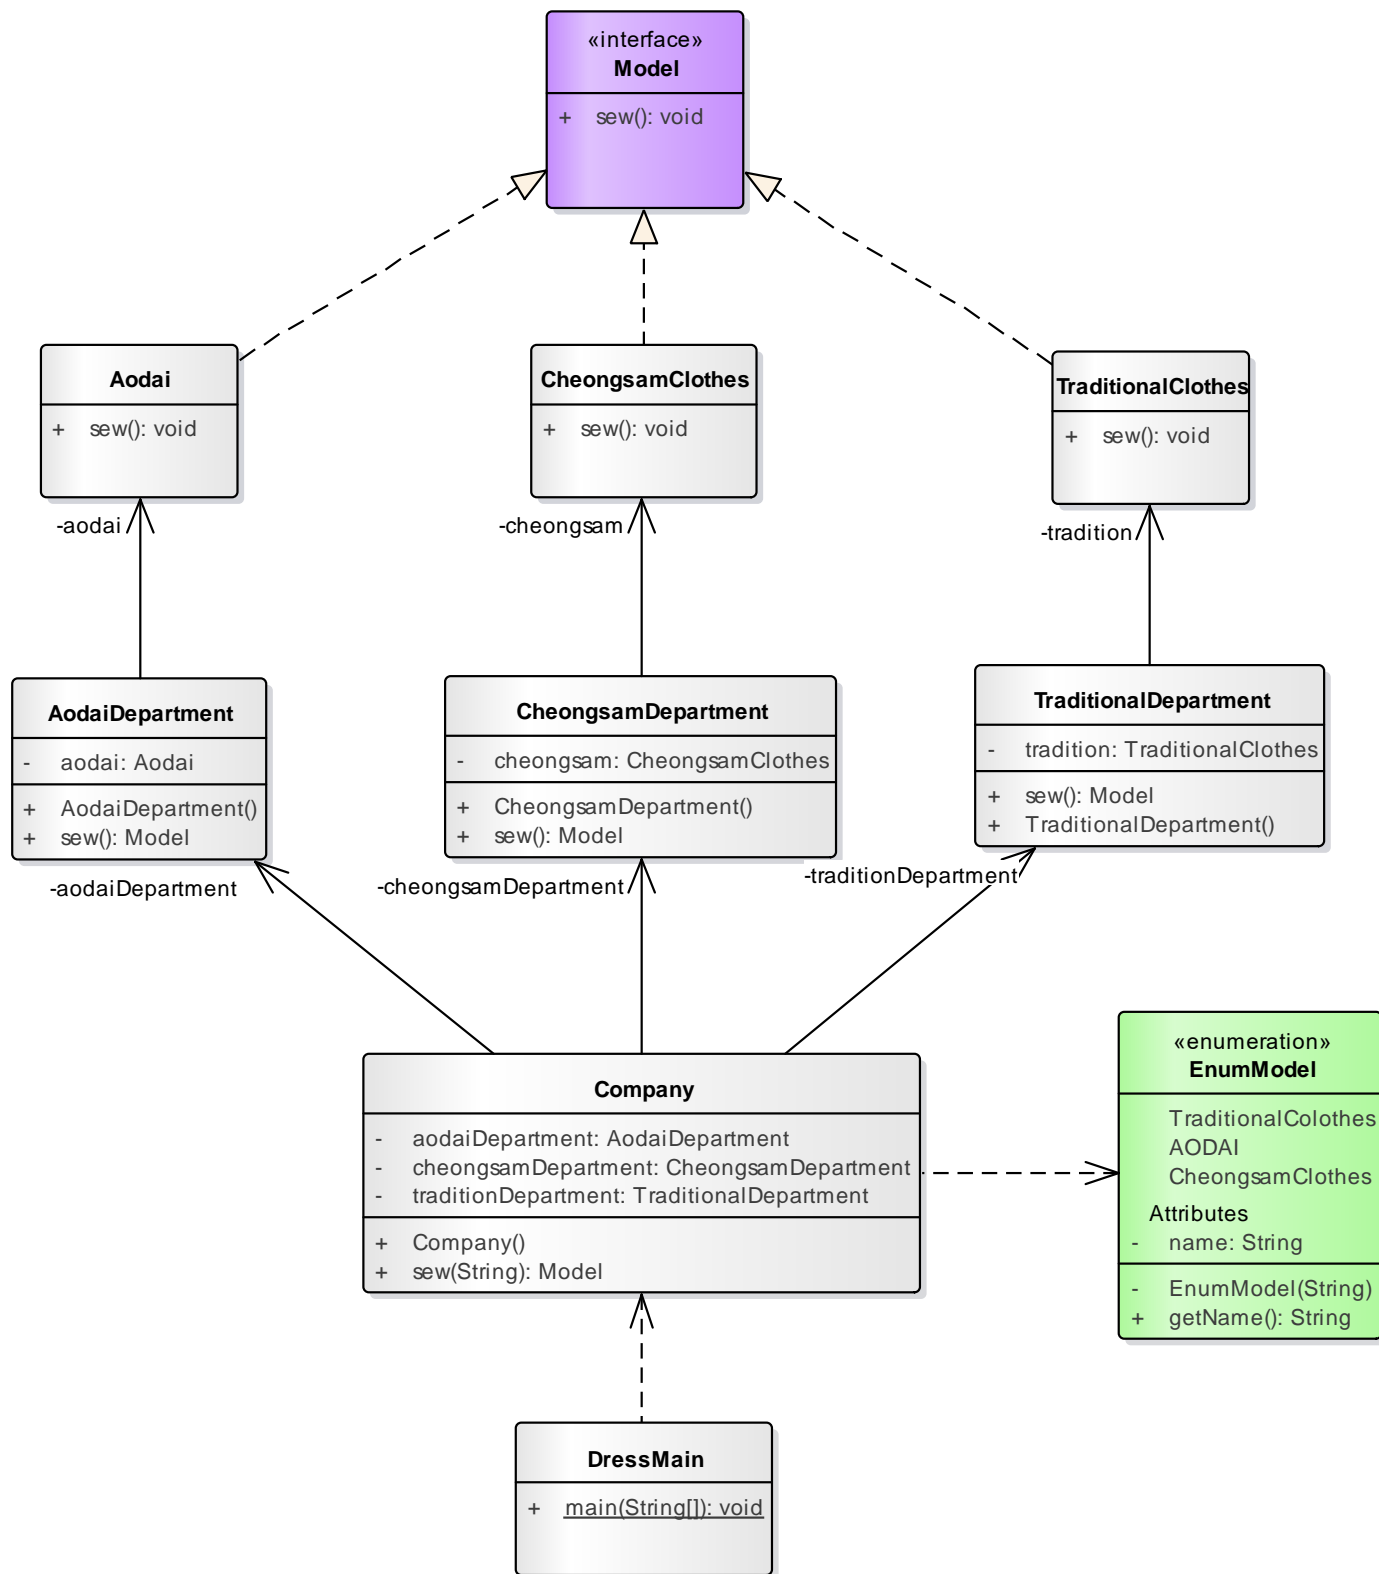 «interface»
Model
+ sew(): void
Aodai
+ sew(): void
CheongsamClothes
+ sew(): void
TraditionalClothes
+ sew(): void
-aodai
-cheongsam
-tradition
AodaiDepartment
- aodai: Aodai
+ AodaiDepartment()
+ sew(): Model
CheongsamDepartment
- cheongsam: CheongsamClothes
+ CheongsamDepartment()
+ sew(): Model
TraditionalDepartment
- tradition: TraditionalClothes
+ sew(): Model
+ TraditionalDepartment()
-aodaiDepartment
-cheongsamDepartment
-traditionDepartment
Company
- aodaiDepartment: AodaiDepartment
- cheongsamDepartment: CheongsamDepartment
- traditionDepartment: TraditionalDepartment
+ Company()
+ sew(String): Model
«enumeration»
EnumModel
TraditionalColothes
AODAI
CheongsamClothes
Attributes
- name: String
- EnumModel(String)
+ getName(): String
DressMain
+ main(String[]): void